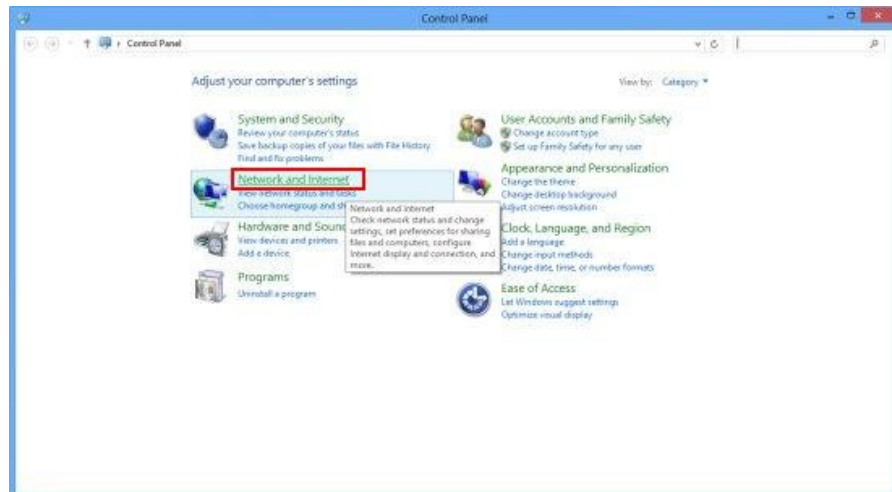 Control Panel
Control Panel
Adjust your computer's settings
View by: Category
System and Security
Review your computer's status
Save backup copies of your files with File History
Find and fix problems
Network and Internet
View network status and tasks
Choose homegroup and sh
Network and Internet
Check network status and change
settings, set preferences for sharing
files and computers, configure
Internet display and connection, and
more.
Hardware and Soun
View devices and printers
Add a device
Programs
Uninstall a program
User Accounts and Family Safety
Change account type
Set up Family Safety for any user
Appearance and Personalization
Change the theme
Change desktop background
Adjust screen resolution
Clock, Language, and Region
Add a language
Change input methods
Change date, time, or number formats
Ease of Access
Let Windows suggest settings
Optimize visual display